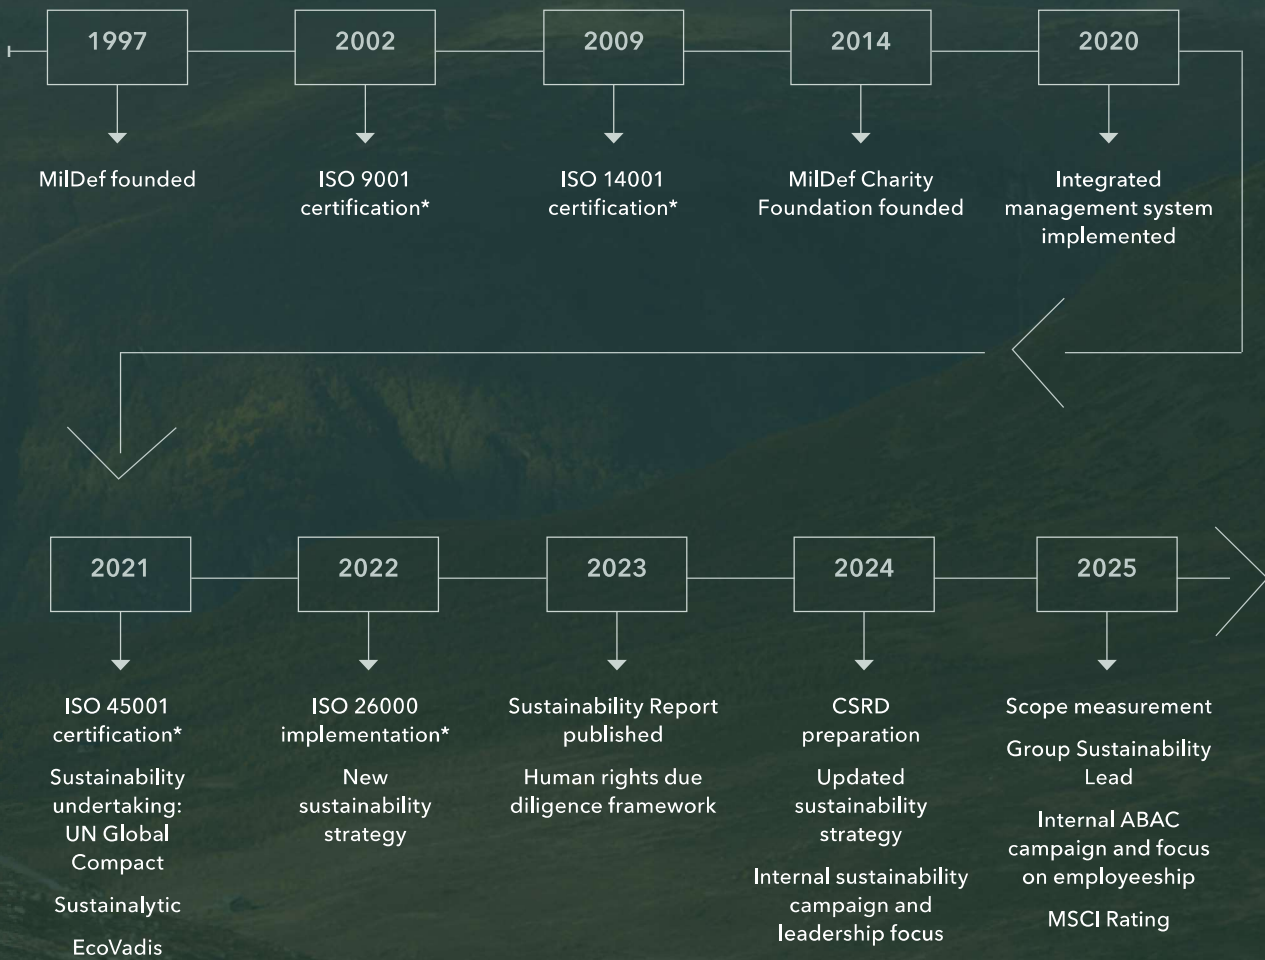 1997
2002
2009
2014
2020
MilDef founded
ISO 9001
certification*
ISO 14001
certification*
MilDef Charity
Foundation founded
Integrated
management system
implemented
2021
2022
2023
2024
2025
ISO 45001
certification*
Sustainability
undertaking:
UN Global
Compact
Sustainalytic
EcoVadis
ISO 26000
implementation*
New
sustainability
strategy
Sustainability Report
published
Human rights due
diligence framework
CSRD
preparation
Updated
sustainability
strategy
Internal sustainability
campaign and
leadership focus
Scope measurement
Group Sustainability
Lead
Internal ABAC
campaign and focus
on employeeship
MSCI Rating